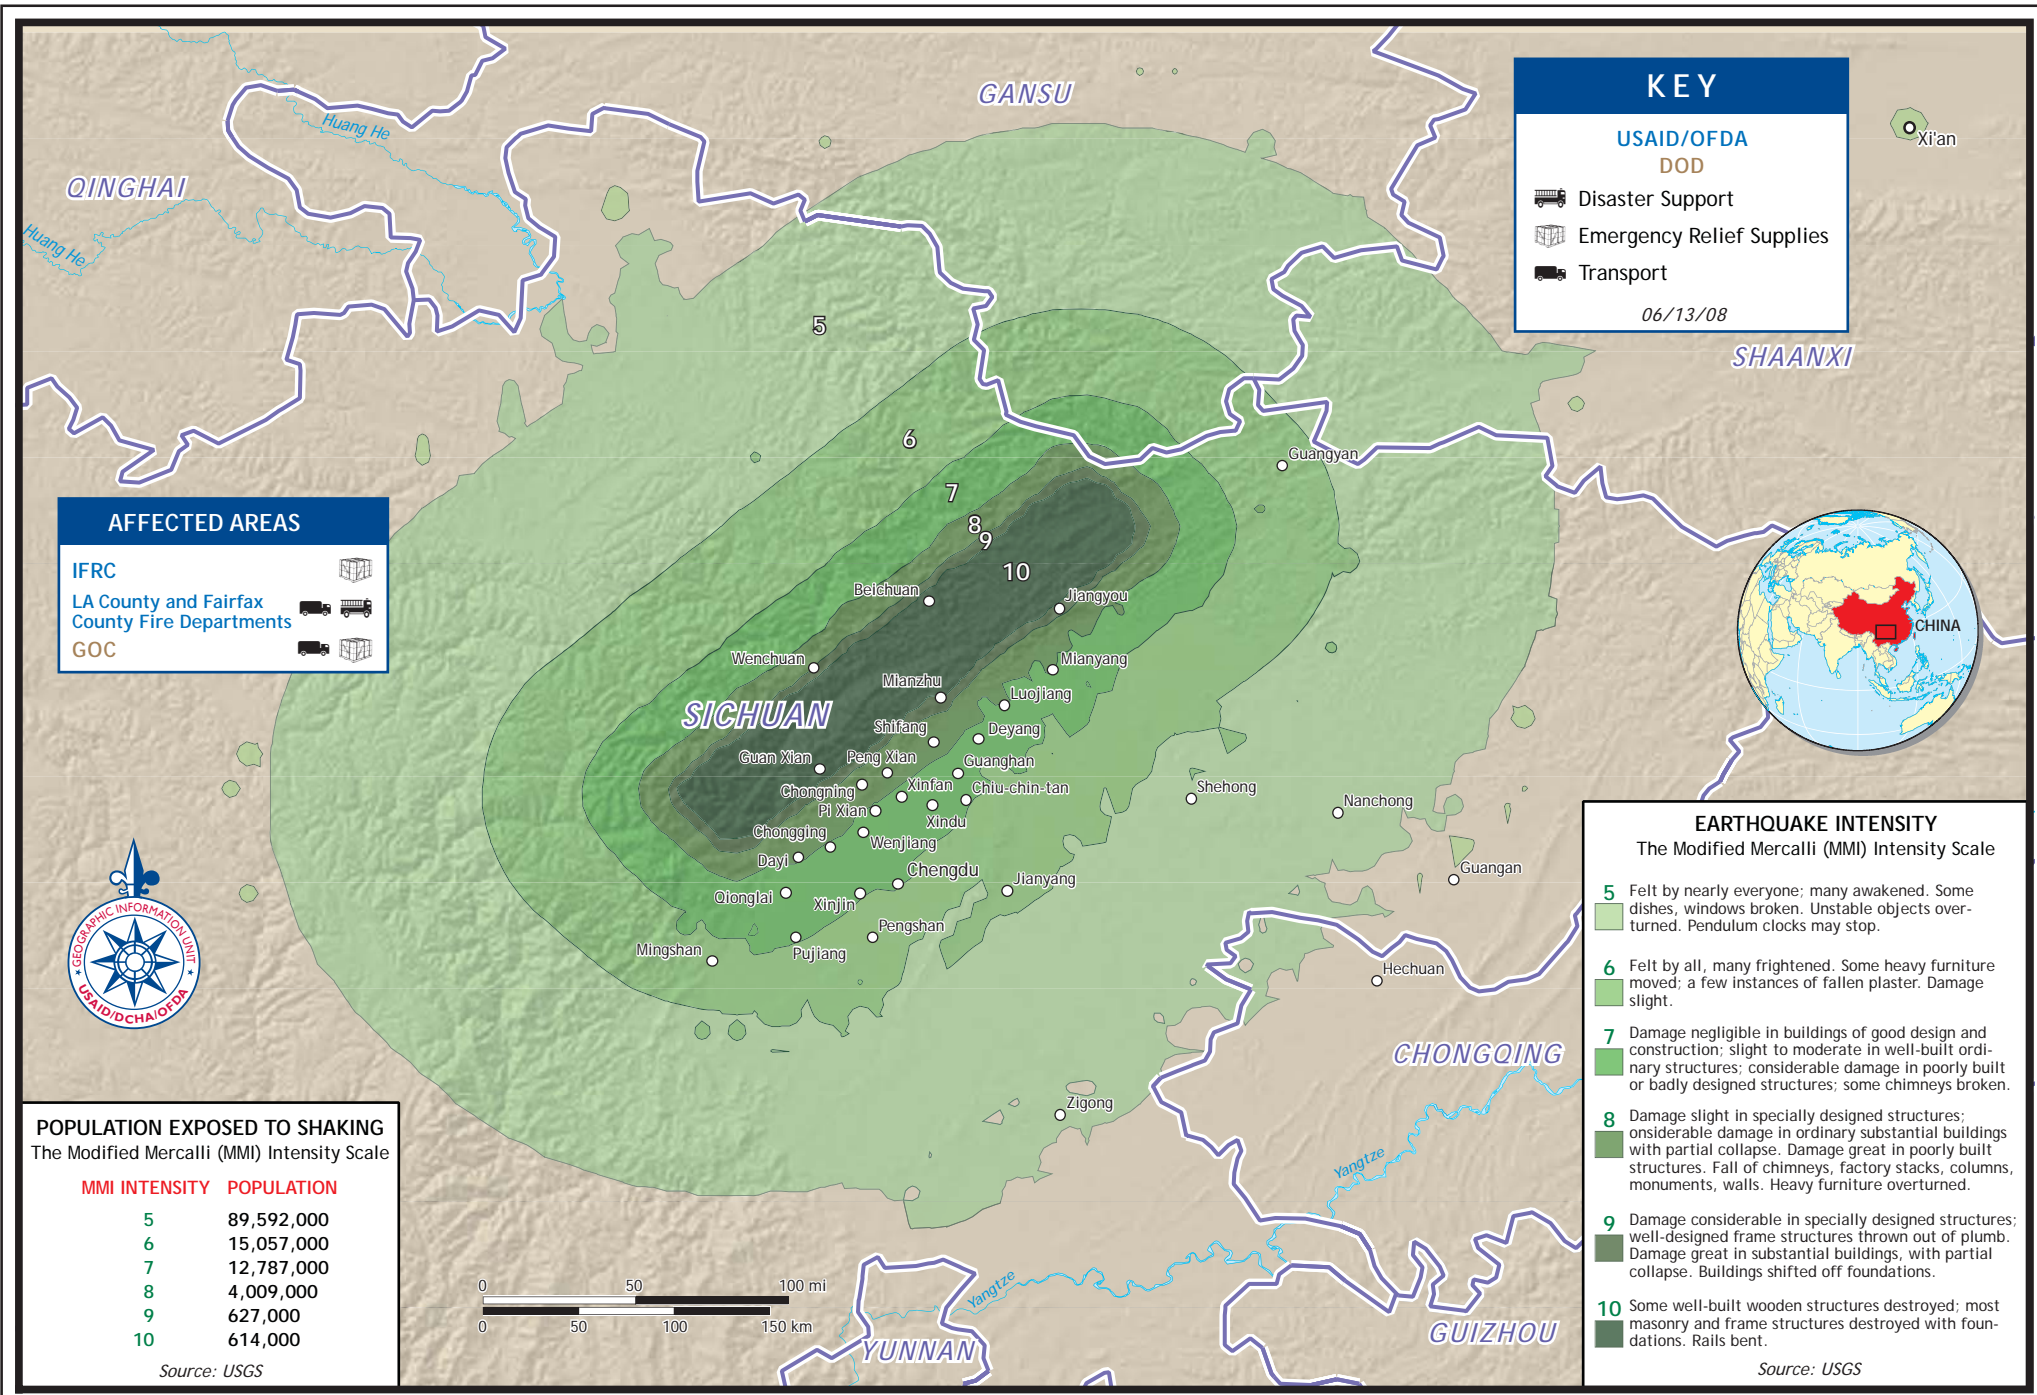 GANSU
Huang He
QINGHAI
Huang He
KEY
USAID/OFDA
DOD
Disaster Support
Emergency Relief Supplies
Transport
06/13/08
Xi'an
SHAANXI
5
6
7
8
9
10
Guangyan
AFFECTED AREAS
IFRC
LA County and Fairfax
County Fire Departments
GOC
Beichuan
Jiangyou
Wenchuan
Mianyang
Mianzhu
Luojiang
SICHUAN
Shifang
Deyang
Guan Xian
Peng Xian
Guanghan
Chongning
Xinfan
Chiu-chin-tan
Pi Xian
Xindu
Chongging
Wenjiang
Dayi
Chengdu
Qionglai
Xinjin
Jianyang
Pengshan
Mingshan
Pujiang
Shehong
Nanchong
Guangan
Hechuan
CHONGQING
Zigong
Yangtze
Yangtze
YUNNAN
GUIZHOU
CHINA
GEOGRAPHIC INFORMATION UNIT
USAID/DCHA/OFDA
POPULATION EXPOSED TO SHAKING
The Modified Mercalli (MMI) Intensity Scale
MMI INTENSITY POPULATION
5 89,592,000
6 15,057,000
7 12,787,000
8 4,009,000
9 627,000
10 614,000
Source: USGS
0 50 100 mi
0 50 100 150 km
EARTHQUAKE INTENSITY
The Modified Mercalli (MMI) Intensity Scale
5 Felt by nearly everyone; many awakened. Some
dishes, windows broken. Unstable objects over-
turned. Pendulum clocks may stop.
6 Felt by all, many frightened. Some heavy furniture
moved; a few instances of fallen plaster. Damage
slight.
7 Damage negligible in buildings of good design and
construction; slight to moderate in well-built ordi-
nary structures; considerable damage in poorly built
or badly designed structures; some chimneys broken.
8 Damage slight in specially designed structures;
onsiderable damage in ordinary substantial buildings
with partial collapse. Damage great in poorly built
structures. Fall of chimneys, factory stacks, columns,
monuments, walls. Heavy furniture overturned.
9 Damage considerable in specially designed structures;
well-designed frame structures thrown out of plumb.
Damage great in substantial buildings, with partial
collapse. Buildings shifted off foundations.
10 Some well-built wooden structures destroyed; most
masonry and frame structures destroyed with foun-
dations. Rails bent.
Source: USGS